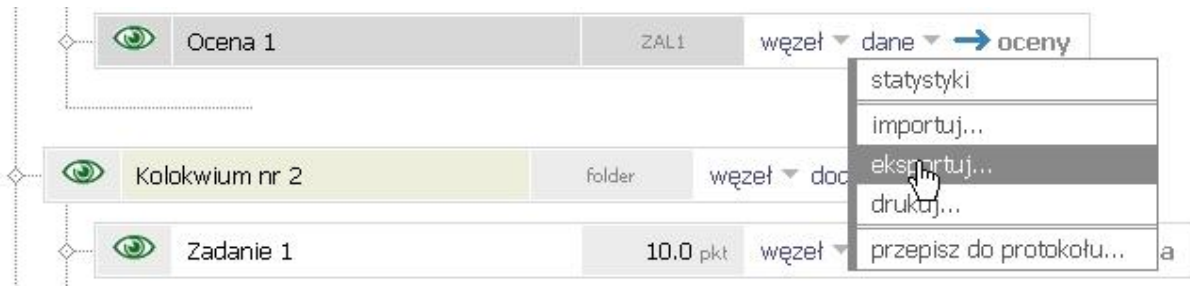 Ocena 1 ZAL1 węzeł dane oceny
statystyki
importuj...
Kolokwium nr 2 folder węzeł
eksportuj...
drukuj...
Zadanie 1 10.0 pkt węzeł
przepisz do protokołu... a